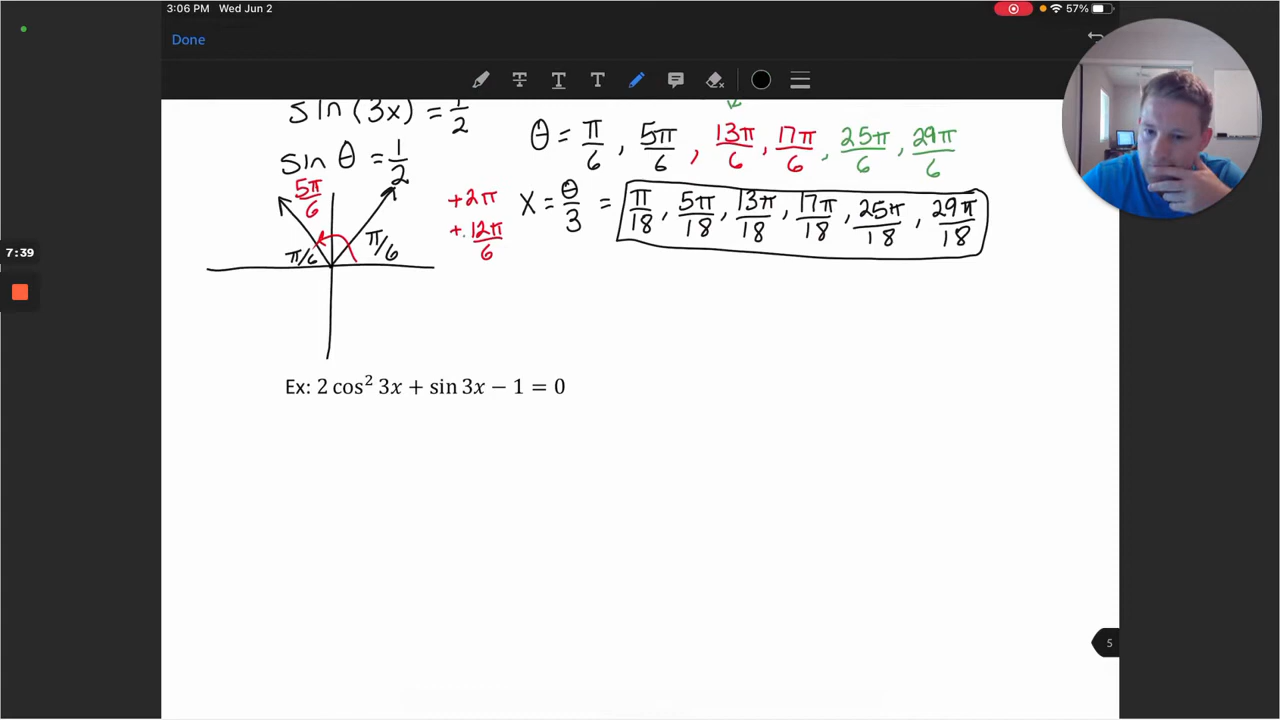 3:06 PM Wed Jun 2
57%
Done
sin (3x) = 1/2
θ = π/6, 5π/6, 13π/6, 17π/6, 25π/6, 29π/6
sin θ = 1/2
5π/6
+2π
+ 12π/6
x = θ/3 = π/18, 5π/18, 13π/18, 17π/18, 25π/18, 29π/18
π/6
π/6
7:39
Ex: 2 cos² 3x + sin 3x − 1 = 0
5